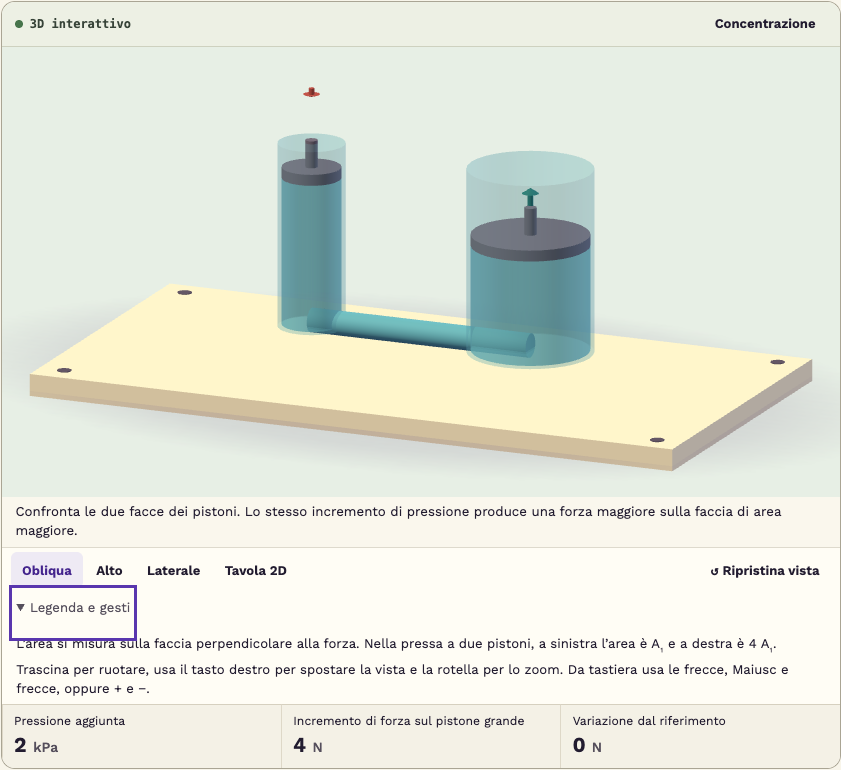 3D interattivo
Concentrazione
Confronta le due facce dei pistoni. Lo stesso incremento di pressione produce una forza maggiore sulla faccia di area
maggiore.
Obliqua Alto Laterale Tavola 2D ↺ Ripristina vista
▼ Legenda e gesti
L'area si misura sulla faccia perpendicolare alla forza. Nella pressa a due pistoni, a sinistra l’area è A₁ e a destra è 4 A₁.
Trascina per ruotare, usa il tasto destro per spostare la vista e la rotella per lo zoom. Da tastiera usa le frecce, Maiusc e
frecce, oppure + e −.
Pressione aggiunta
2 kPa
Incremento di forza sul pistone grande
4 N
Variazione dal riferimento
0 N